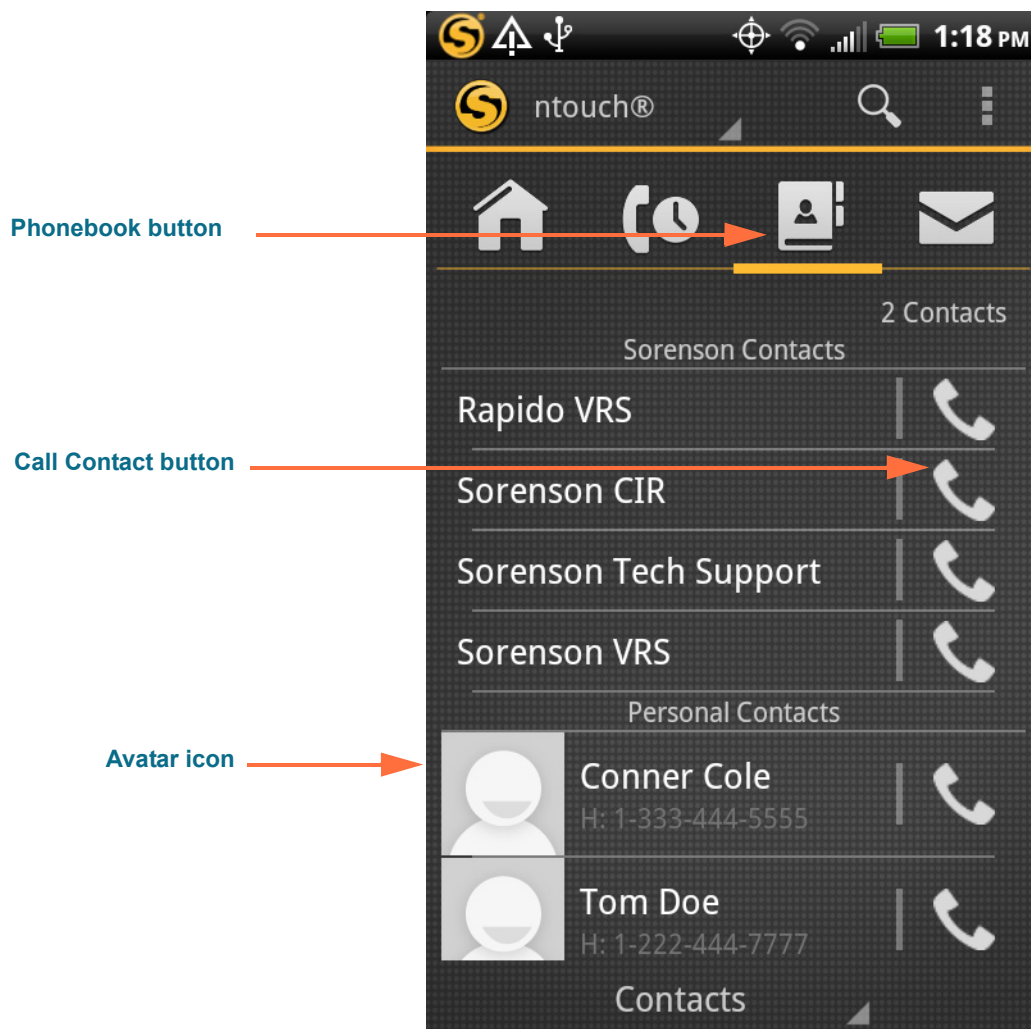 1:18 PM
ntouch®
Phonebook button
2 Contacts
Sorenson Contacts
Rapido VRS
Call Contact button
Sorenson CIR
Sorenson Tech Support
Sorenson VRS
Personal Contacts
Avatar icon
Conner Cole
H: 1-333-444-5555
Tom Doe
H: 1-222-444-7777
Contacts